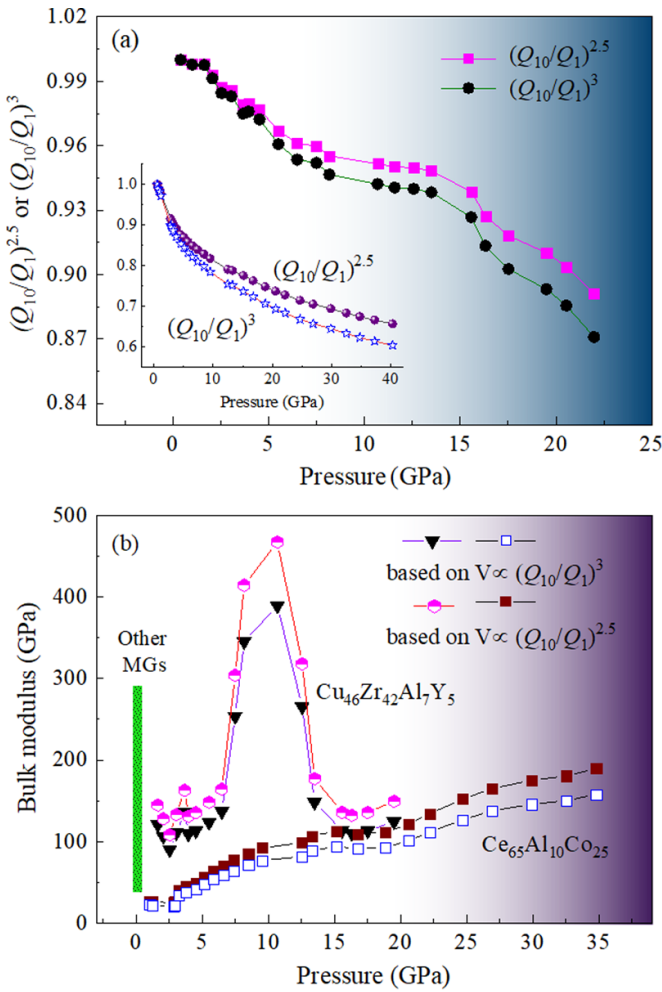 (a)
(Q₁₀/Q₁)²·⁵
(Q₁₀/Q₁)³
1.02
0.99
0.96
0.93
0.90
0.87
0.84
(Q₁₀/Q₁)²·⁵ or (Q₁₀/Q₁)³
1.0
0.9
0.8
0.7
0.6
(Q₁₀/Q₁)²·⁵
(Q₁₀/Q₁)³
0 10 20 30 40
Pressure (GPa)
0 5 10 15 20 25
Pressure (GPa)
(b)
500
400
300
200
100
0
Bulk modulus (GPa)
based on V∝ (Q₁₀/Q₁)³
based on V∝ (Q₁₀/Q₁)²·⁵
Other
MGs
Cu₄₆Zr₄₂Al₇Y₅
Ce₆₅Al₁₀Co₂₅
0 5 10 15 20 25 30 35
Pressure (GPa)